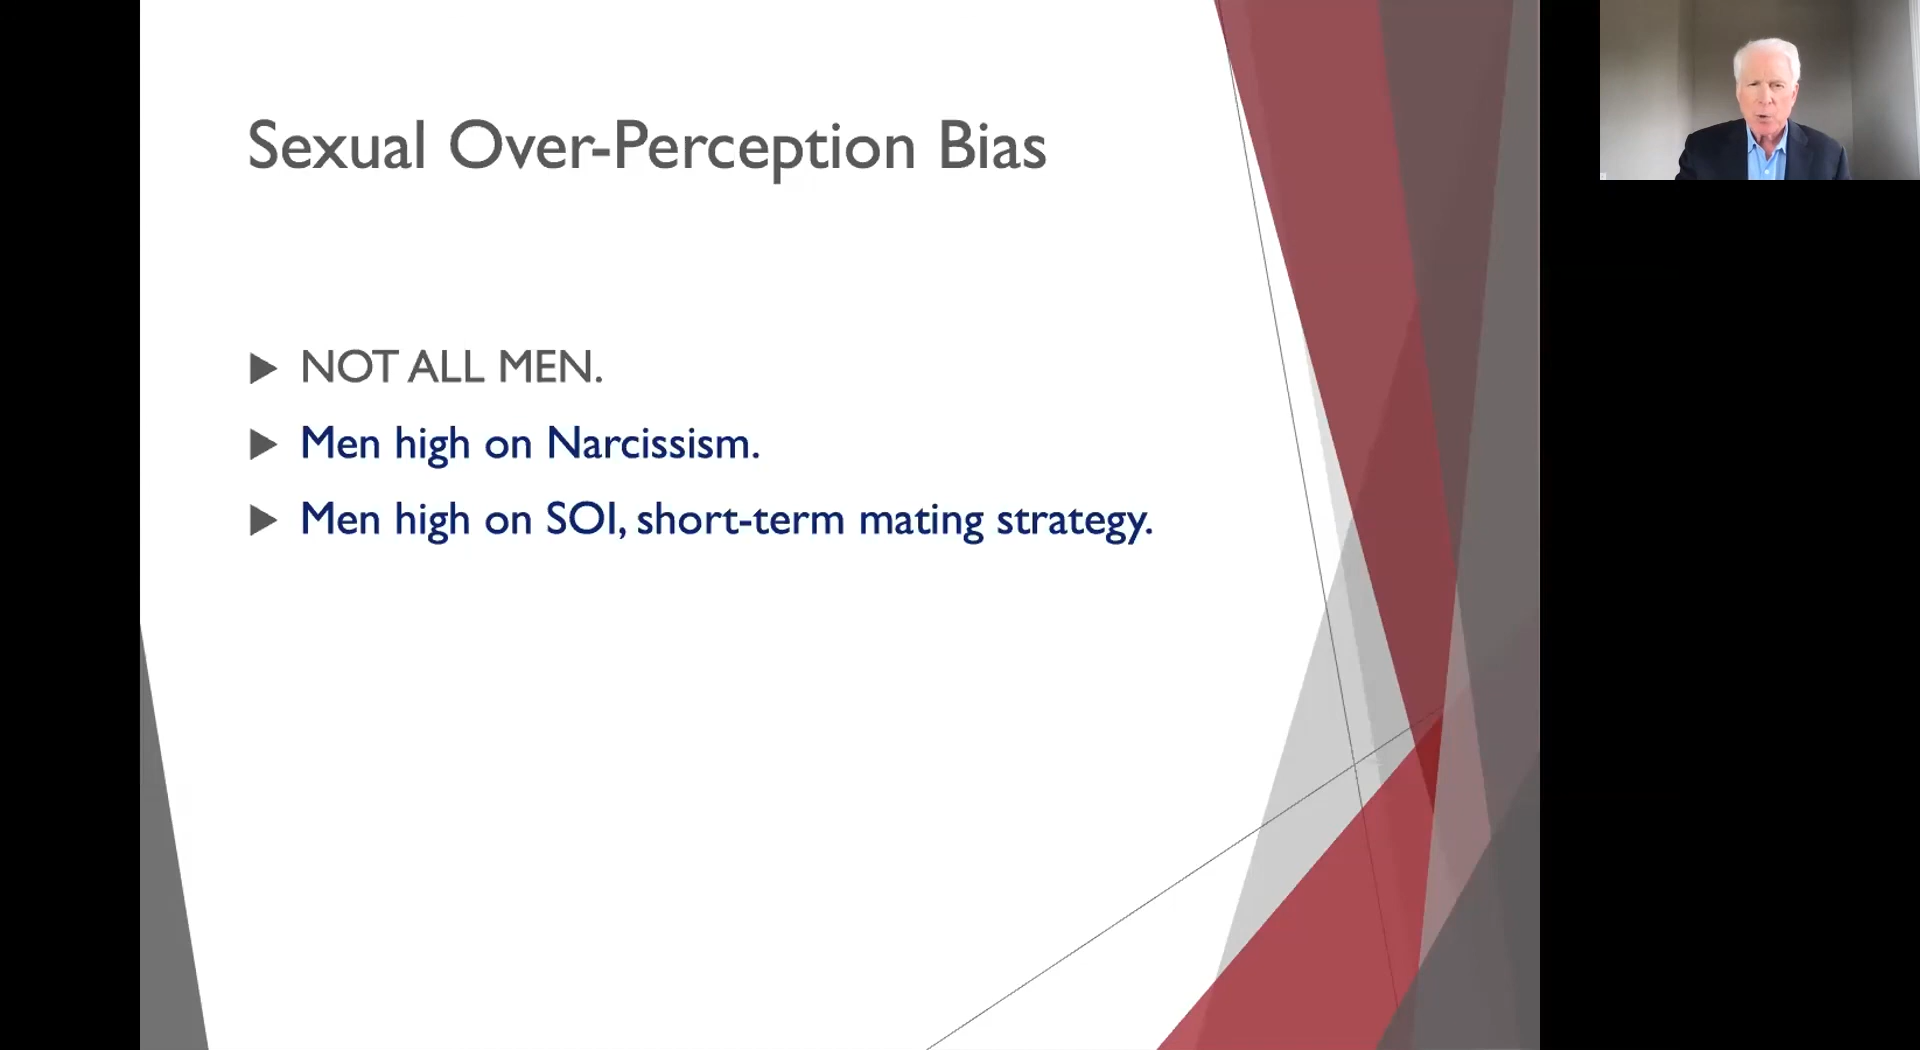 Sexual Over-Perception Bias
NOT ALL MEN.
Men high on Narcissism.
Men high on SOI, short-term mating strategy.